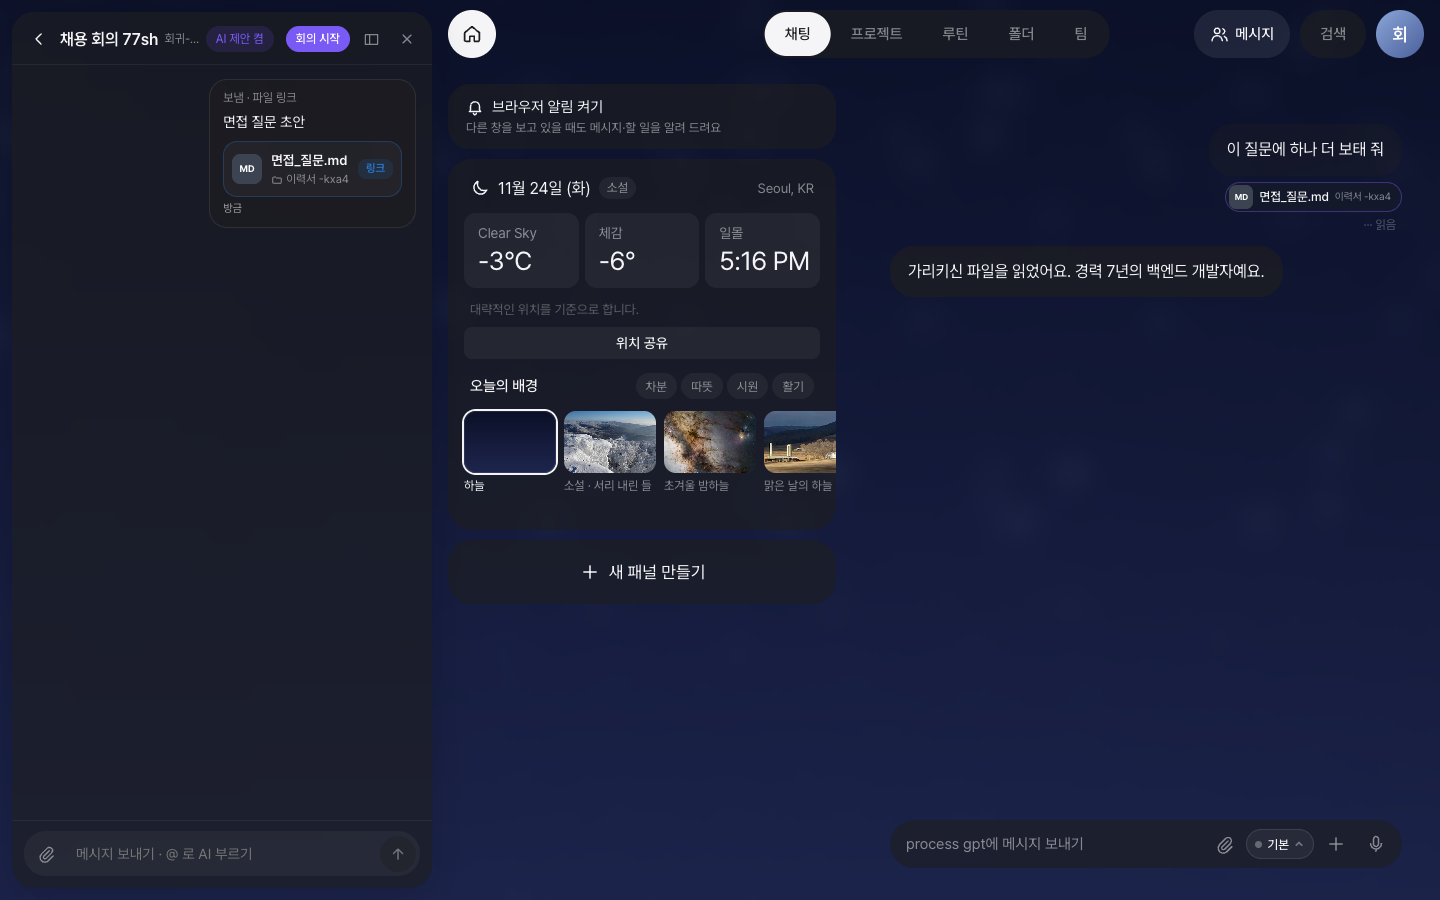 채용 회의 77sh 회귀-... AI 제안 켬 회의 시작
보냄 · 파일 링크
면접 질문 초안
MD 면접_질문.md 링크
이력서 -kxa4
방금
메시지 보내기 · @ 로 AI 부르기
채팅 프로젝트 루틴 폴더 팀
메시지 검색 회
브라우저 알림 켜기
다른 창을 보고 있을 때도 메시지·할 일을 알려 드려요
11월 24일 (화) 소설 Seoul, KR
Clear Sky 체감 일몰
-3°C -6° 5:16 PM
대략적인 위치를 기준으로 합니다.
위치 공유
오늘의 배경 차분 따뜻 시원 활기
하늘 소설 · 서리 내린 들 초겨울 밤하늘 맑은 날의 하늘
새 패널 만들기
이 질문에 하나 더 보태 줘
MD 면접_질문.md 이력서 -kxa4
··· 읽음
가리키신 파일을 읽었어요. 경력 7년의 백엔드 개발자예요.
process gpt에 메시지 보내기 기본